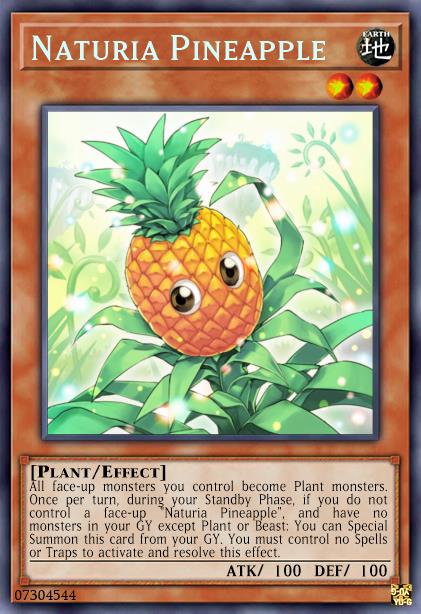 Naturia Pineapple
EARTH
地
[Plant/Effect]
All face-up monsters you control become Plant monsters.
Once per turn, during your Standby Phase, if you do not
control a face-up "Naturia Pineapple", and have no
monsters in your GY except Plant or Beast: You can Special
Summon this card from your GY. You must control no Spells
or Traps to activate and resolve this effect.
ATK/ 100 DEF/ 100
07304544